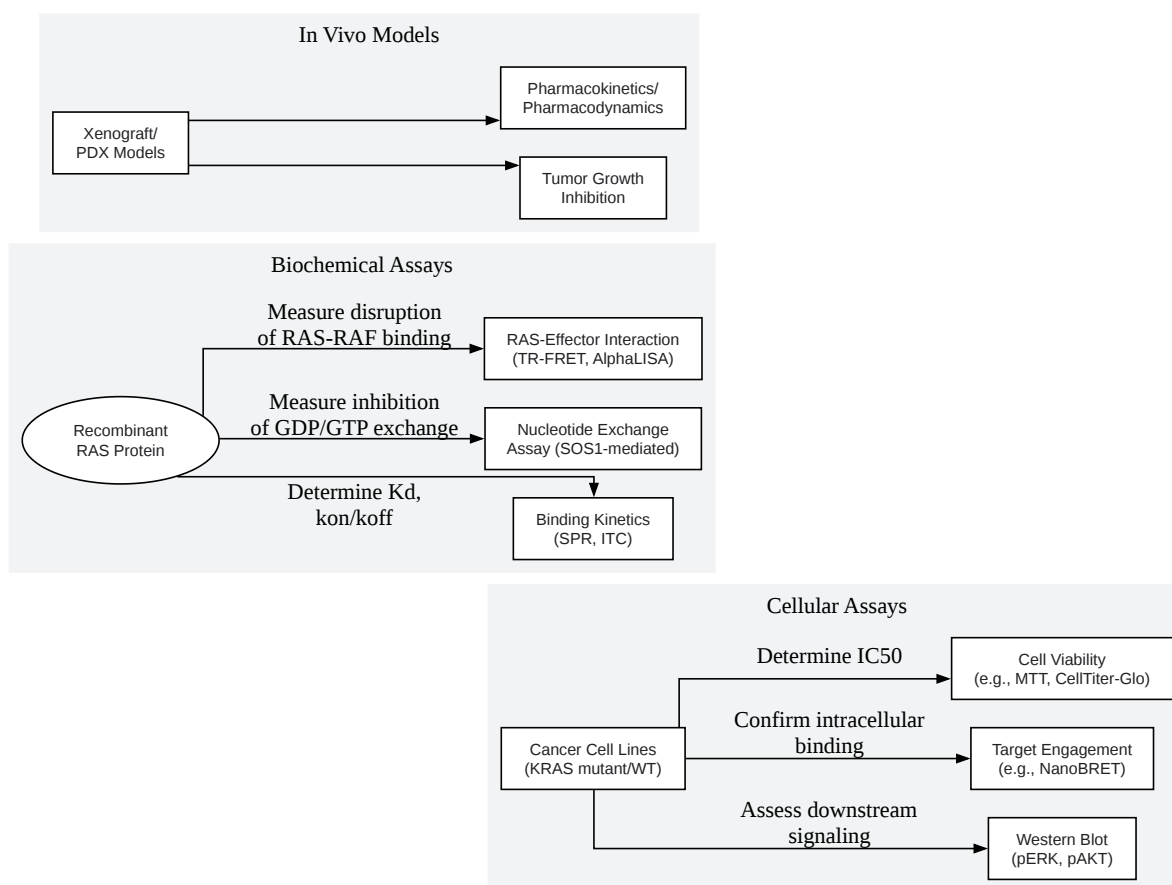 In Vivo Models
Pharmacokinetics/
Pharmacodynamics
Xenograft/
PDX Models
Tumor Growth
Inhibition
Biochemical Assays
Measure disruption
of RAS-RAF binding
RAS-Effector Interaction
(TR-FRET, AlphaLISA)
Recombinant
RAS Protein
Measure inhibition
of GDP/GTP exchange
Nucleotide Exchange
Assay (SOS1-mediated)
Determine Kd,
kon/koff
Binding Kinetics
(SPR, ITC)
Cellular Assays
Determine IC50
Cell Viability
(e.g., MTT, CellTiter-Glo)
Cancer Cell Lines
(KRAS mutant/WT)
Confirm intracellular
binding
Target Engagement
(e.g., NanoBRET)
Assess downstream
signaling
Western Blot
(pERK, pAKT)